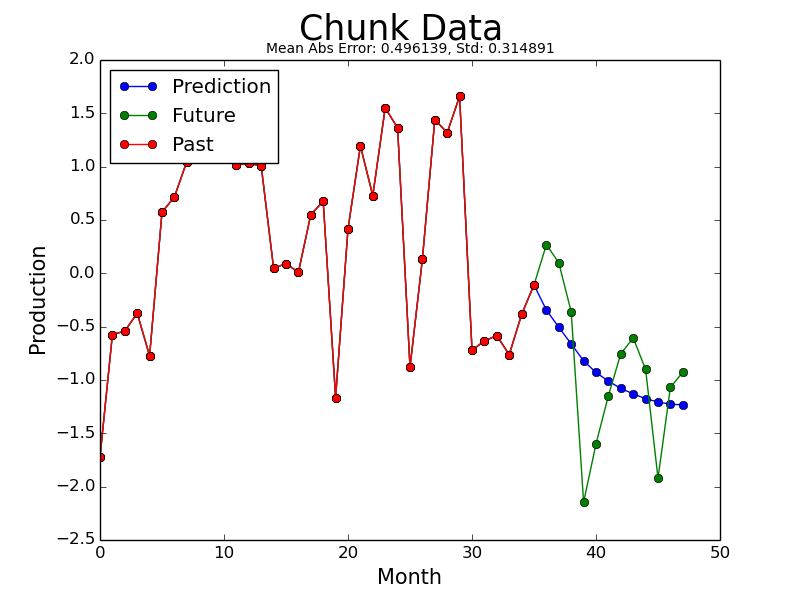 Chunk Data
Mean Abs Error: 0.496139, Std: 0.314891
Prediction
Future
Past
2.0
1.5
1.0
0.5
0.0
−0.5
−1.0
−1.5
−2.0
−2.5
Production
0 10 20 30 40 50
Month